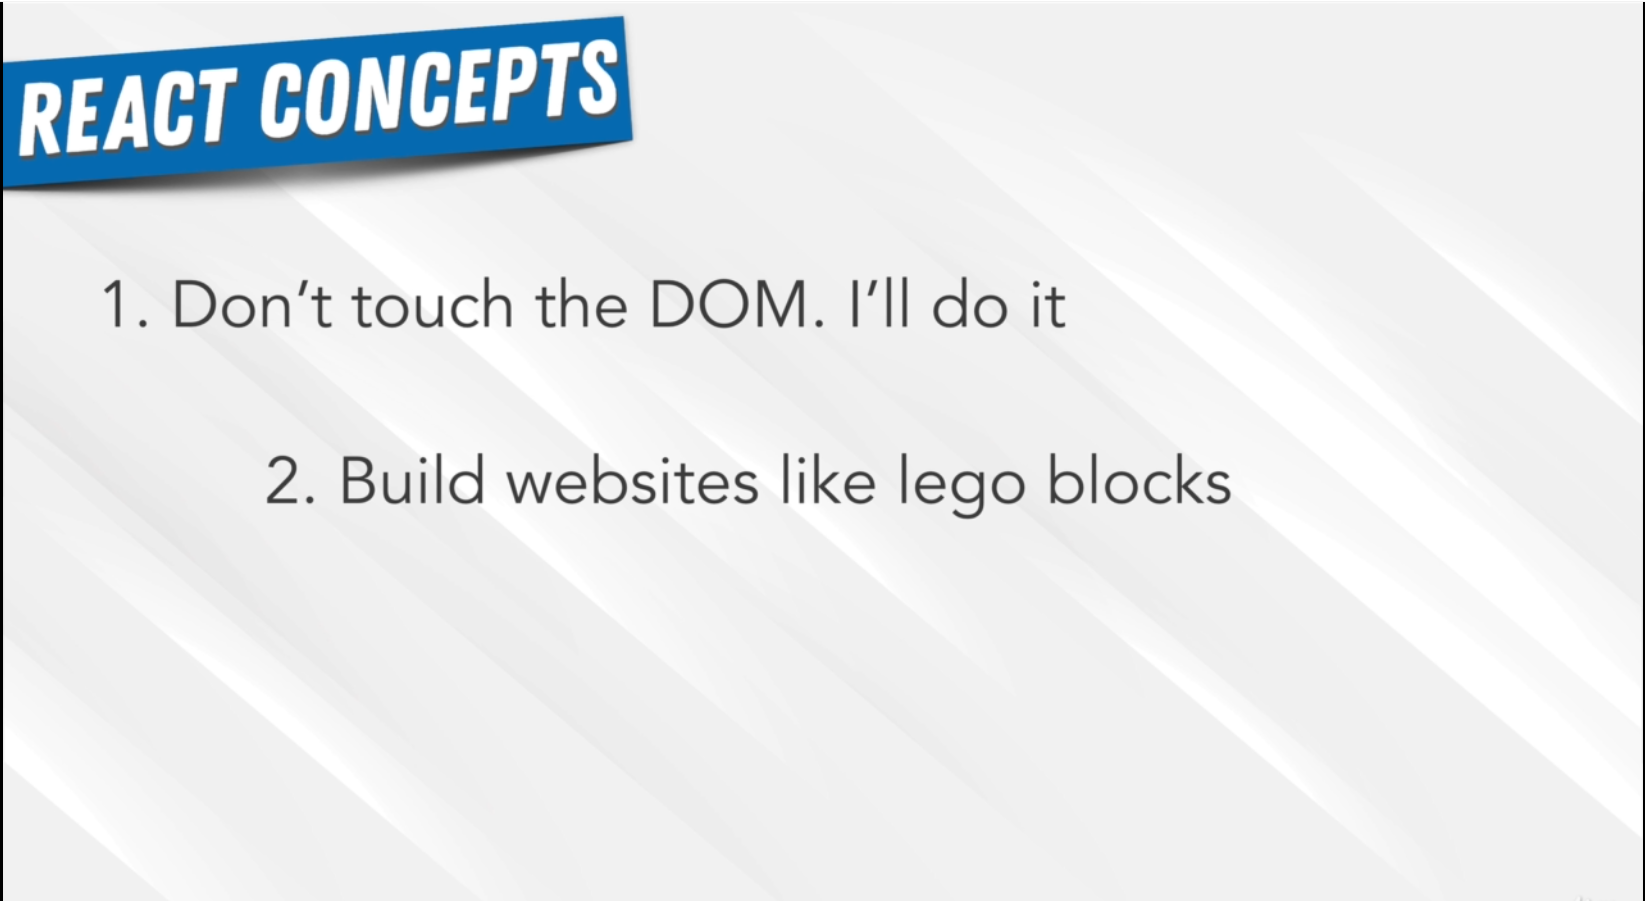 REACT CONCEPTS
1. Don’t touch the DOM. I’ll do it
2. Build websites like lego blocks